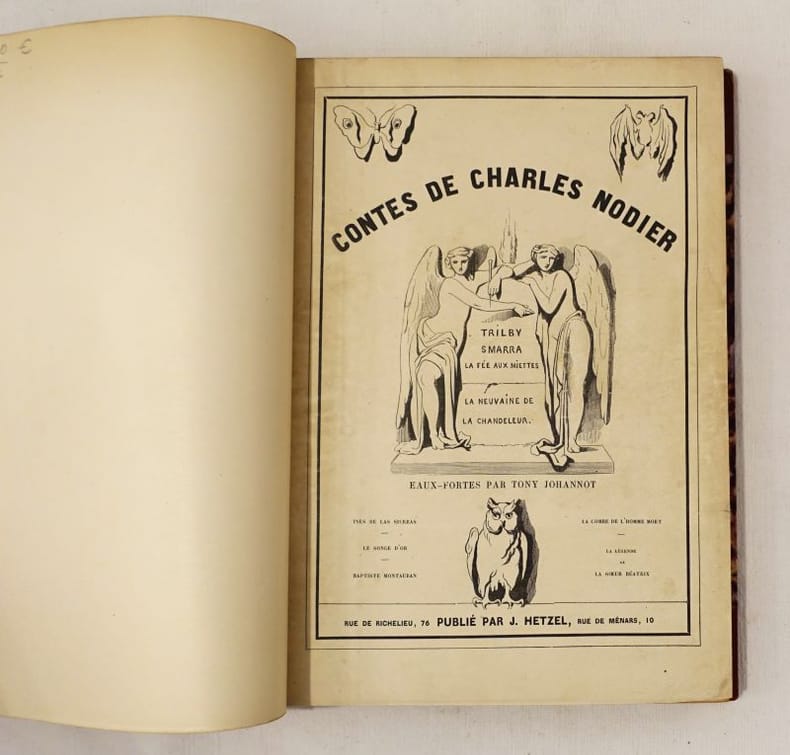 €
CONTES DE CHARLES NODIER
TRILBY
SMARRA
LA FÉE AUX MIETTES
LA NEUVAINE DE
LA CHANDELEUR.
EAUX-FORTES PAR TONY JOHANNOT
INÈS DE LAS SIERRAS
LE SONGE D'OR
BAPTISTE MONTAUBAN
LA COMBE DE L'HOMME MORT
LA LÉGENDE
DE
LA SŒUR BÉATRIX
RUE DE RICHELIEU, 76 PUBLIÉ PAR J. HETZEL, RUE DE MÉNARS, 10